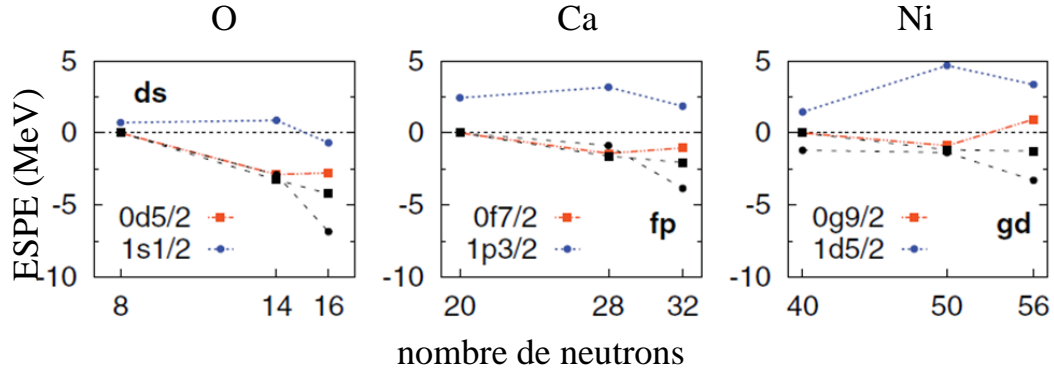 O Ca Ni
ESPE (MeV)
5 5 5
ds
0 0 0
-5 -5 -5
0d5/2 0f7/2 0g9/2
fp gd
1s1/2 1p3/2 1d5/2
-10 -10 -10
8 14 16 20 28 32 40 50 56
nombre de neutrons